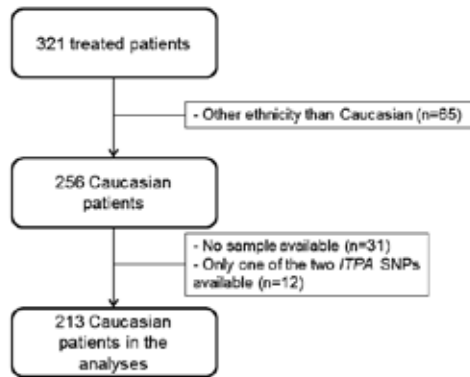 321 treated patients
- Other ethnicity than Caucasian (n=65)
256 Caucasian
patients
- No sample available (n=31)
- Only one of the two ITPA SNPs
available (n=12)
213 Caucasian
patients in the
analyses